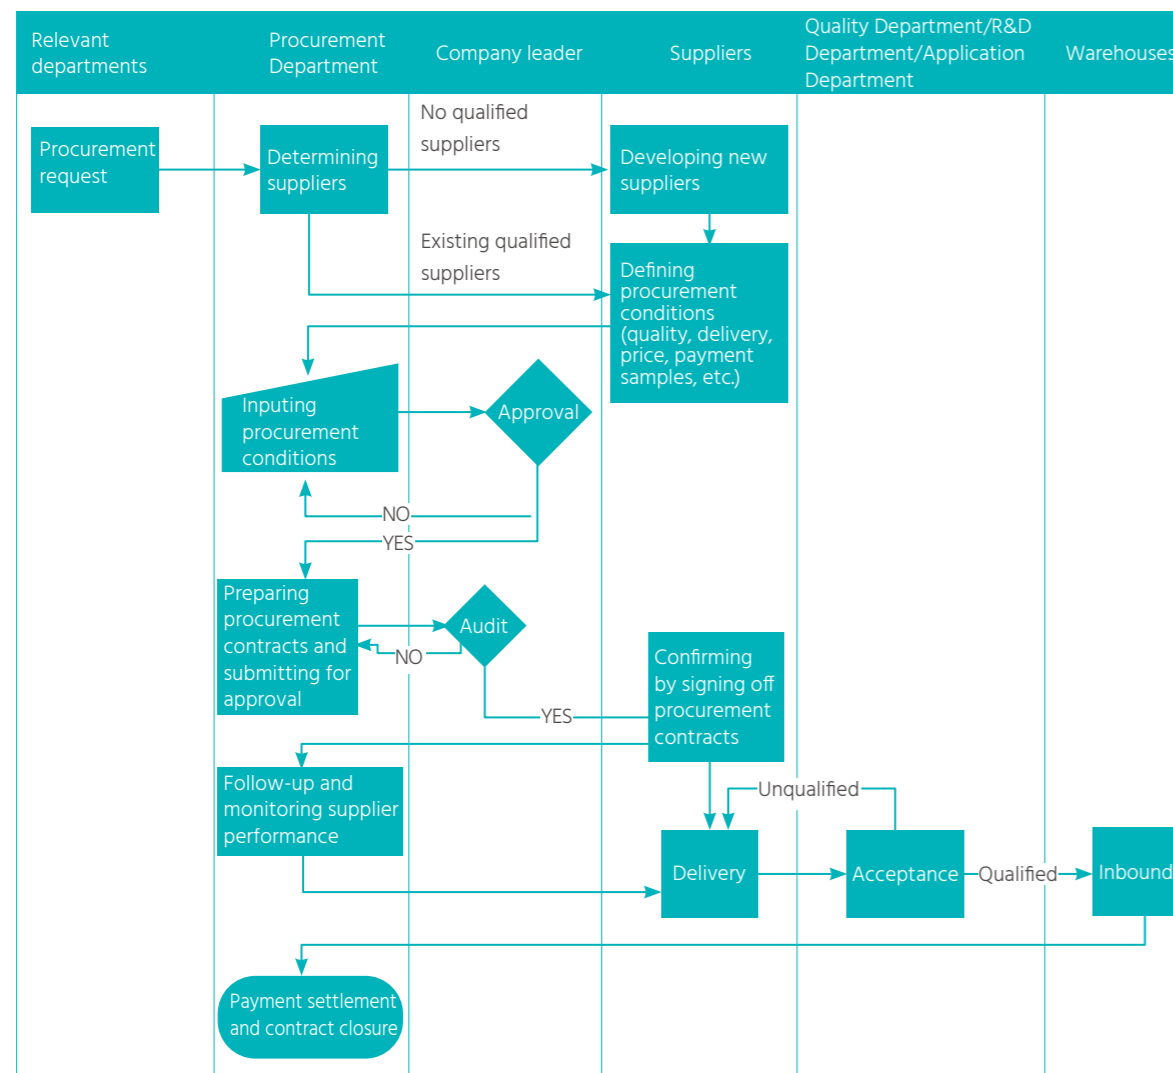 Relevant
departments
Procurement
Department
Company leader
Suppliers
Quality Department/R&D
Department/Application
Department
Warehouses
Procurement
request
Determining
suppliers
No qualified
suppliers
Developing new
suppliers
Existing qualified
suppliers
Defining
procurement
conditions
(quality, delivery,
price, payment
samples, etc.)
Inputing
procurement
conditions
Approval
NO
YES
Preparing
procurement
contracts and
submitting for
approval
Audit
NO
YES
Confirming
by signing off
procurement
contracts
Follow-up and
monitoring supplier
performance
Unqualified
Delivery
Acceptance
Qualified
Inbound
Payment settlement
and contract closure